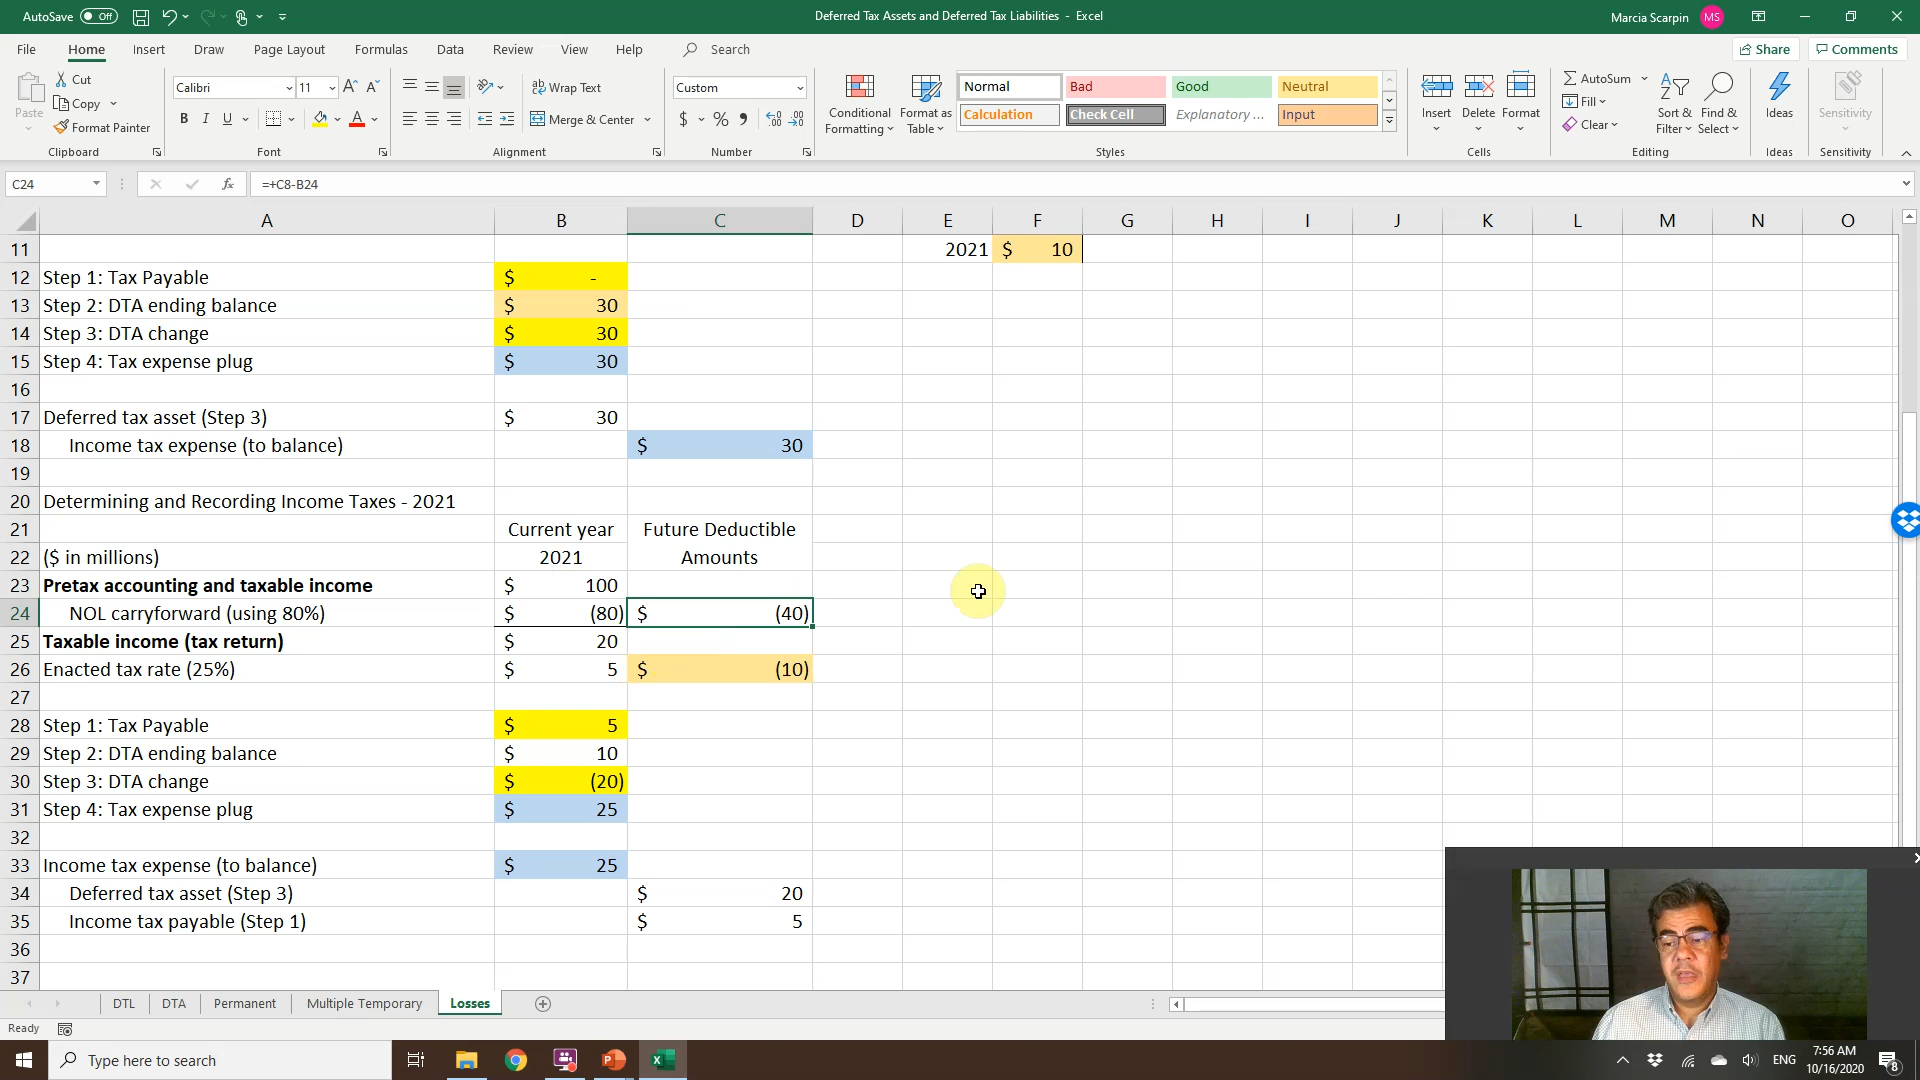 AutoSave Off
Deferred Tax Assets and Deferred Tax Liabilities - Excel
Marcia Scarpin MS
File Home Insert Draw Page Layout Formulas Data Review View Help Search
Share Comments
Paste
Cut
Copy
Format Painter
Clipboard
Calibri 11
B I U
Font
Wrap Text
Merge & Center
Alignment
Custom
$ % 9
Number
Conditional Formatting
Format as Table
Normal Bad Good Neutral
Calculation Check Cell Explanatory ... Input
Styles
Insert Delete Format
Cells
AutoSum
Fill
Clear
Sort & Filter
Find & Select
Editing
Ideas
Ideas
Sensitivity
Sensitivity
C24 fx =+C8-B24
A B C D E F G H I J K L M N O
11 2021 $ 10
12 Step 1: Tax Payable $ -
13 Step 2: DTA ending balance $ 30
14 Step 3: DTA change $ 30
15 Step 4: Tax expense plug $ 30
16
17 Deferred tax asset (Step 3) $ 30
18 Income tax expense (to balance) $ 30
19
20 Determining and Recording Income Taxes - 2021
21 Current year Future Deductible
22 ($ in millions) 2021 Amounts
23 Pretax accounting and taxable income $ 100
24 NOL carryforward (using 80%) $ (80) $ (40)
25 Taxable income (tax return) $ 20
26 Enacted tax rate (25%) $ 5 $ (10)
27
28 Step 1: Tax Payable $ 5
29 Step 2: DTA ending balance $ 10
30 Step 3: DTA change $ (20)
31 Step 4: Tax expense plug $ 25
32
33 Income tax expense (to balance) $ 25
34 Deferred tax asset (Step 3) $ 20
35 Income tax payable (Step 1) $ 5
36
37
DTL DTA Permanent Multiple Temporary Losses
Ready
Type here to search
ENG
7:56 AM
10/16/2020
8